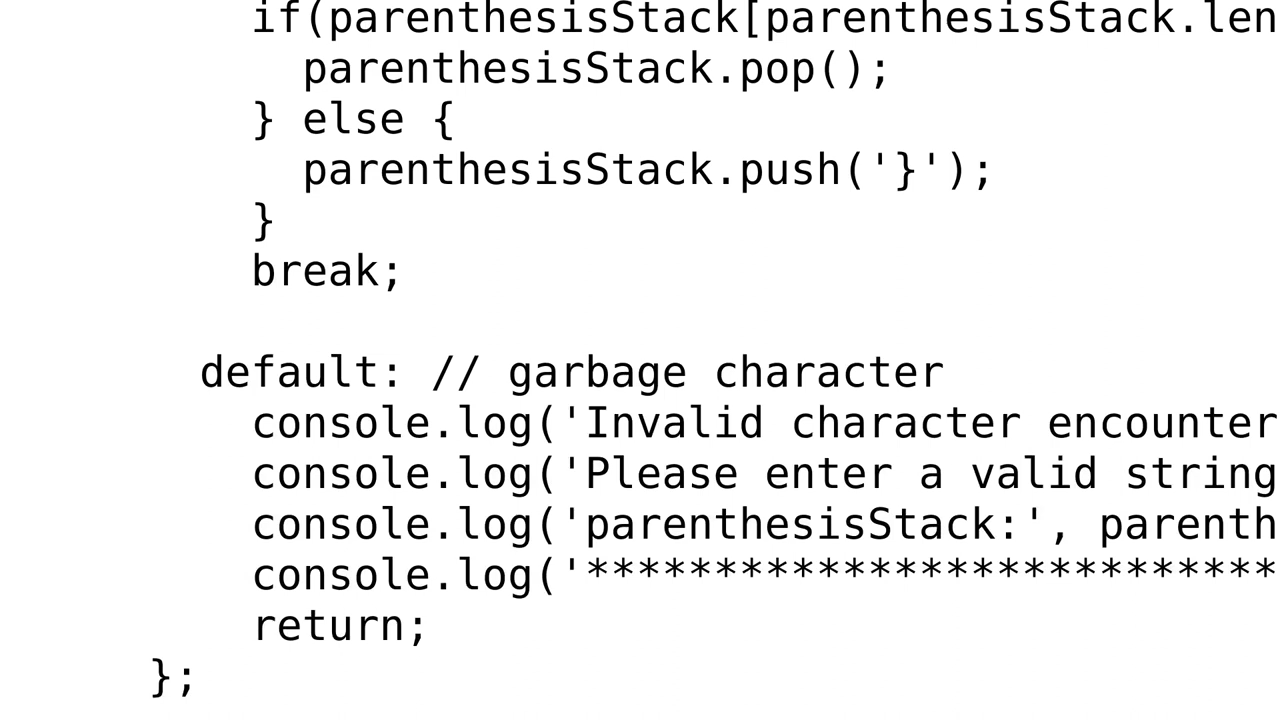 if(parenthesisStack[parenthesisStack.len
parenthesisStack.pop();
} else {
parenthesisStack.push('}');
}
break;
default: // garbage character
console.log('Invalid character encounter
console.log('Please enter a valid string
console.log('parenthesisStack:', parenth
console.log('***************************
return;
};